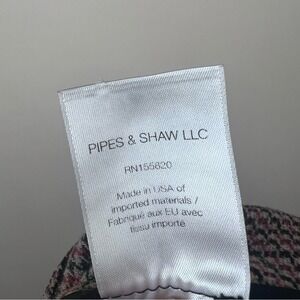 PIPES & SHAW LLC
RN155820
Made in USA of
imported materials/
Fabriqué aux EU avec
tissu importé